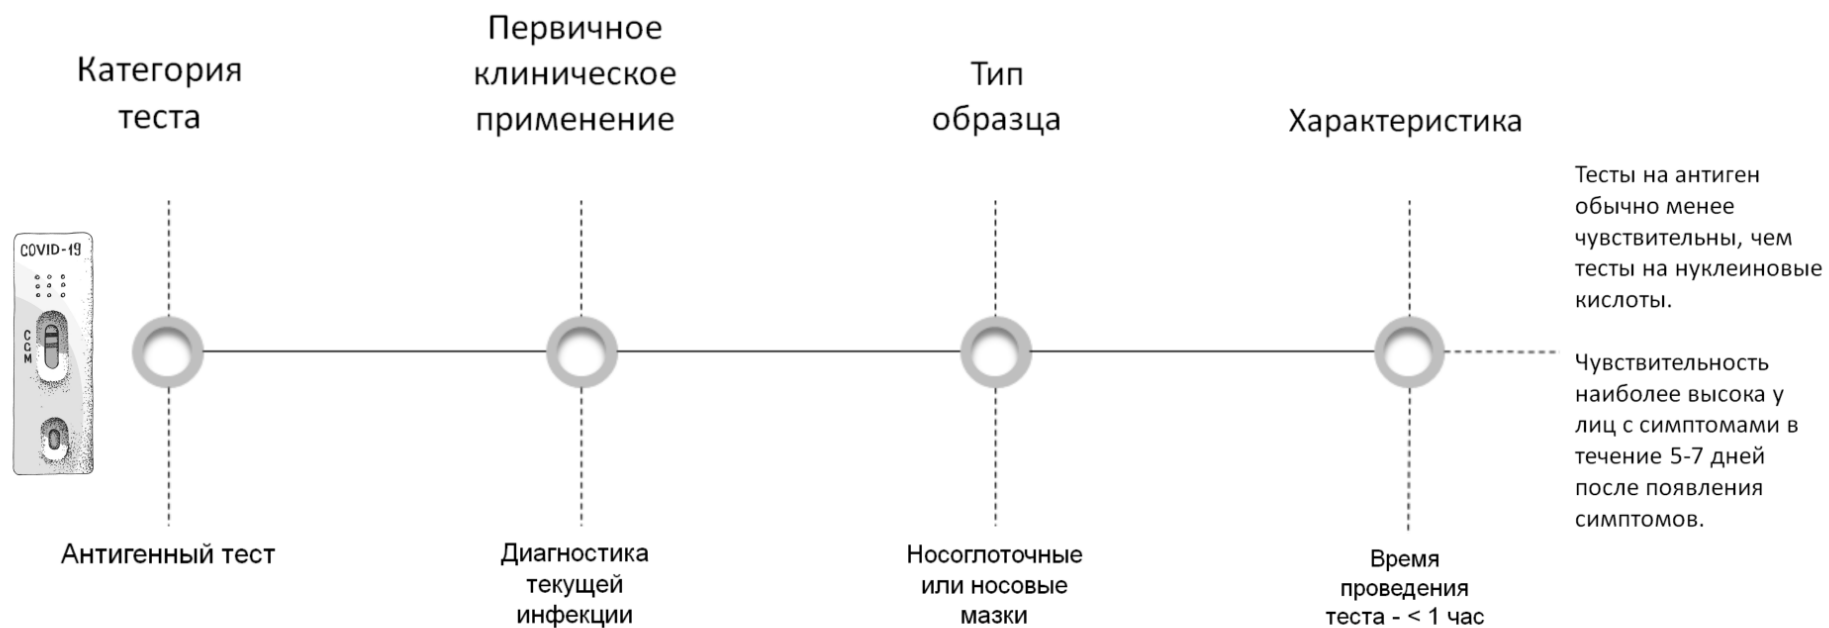 Категория
теста
Первичное
клиническое
применение
Тип
образца
Характеристика
COVID-19
C
G
M
Тесты на антиген
обычно менее
чувствительны, чем
тесты на нуклеиновые
кислоты.
Чувствительность
наиболее высока у
лиц с симптомами в
течение 5-7 дней
после появления
симптомов.
Антигенный тест
Диагностика
текущей
инфекции
Носоглоточные
или носовые
мазки
Время
проведения
теста - < 1 час